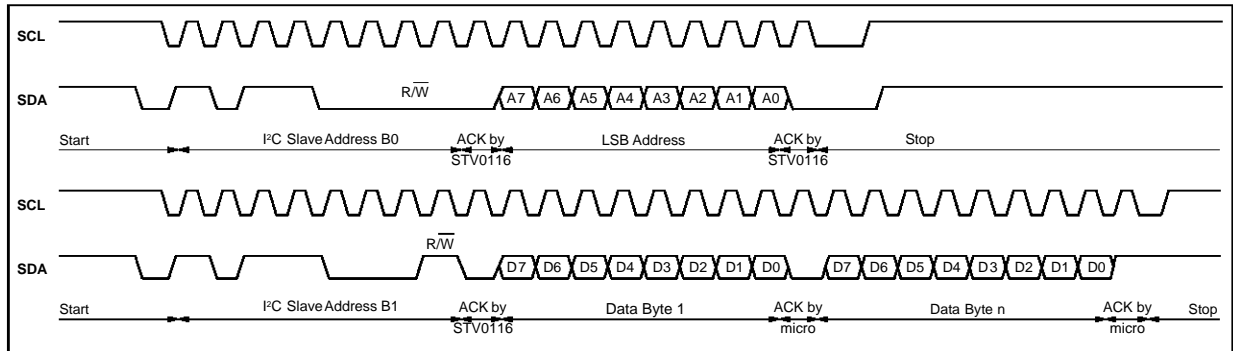 SCL
R/W
SDA A7 A6 A5 A4 A3 A2 A1 A0
Start I²C Slave Address B0 ACK by STV0116 LSB Address ACK by STV0116 Stop
SCL
R/W
SDA D7 D6 D5 D4 D3 D2 D1 D0 D7 D6 D5 D4 D3 D2 D1 D0
Start I²C Slave Address B1 ACK by STV0116 Data Byte 1 ACK by micro Data Byte n ACK by micro Stop